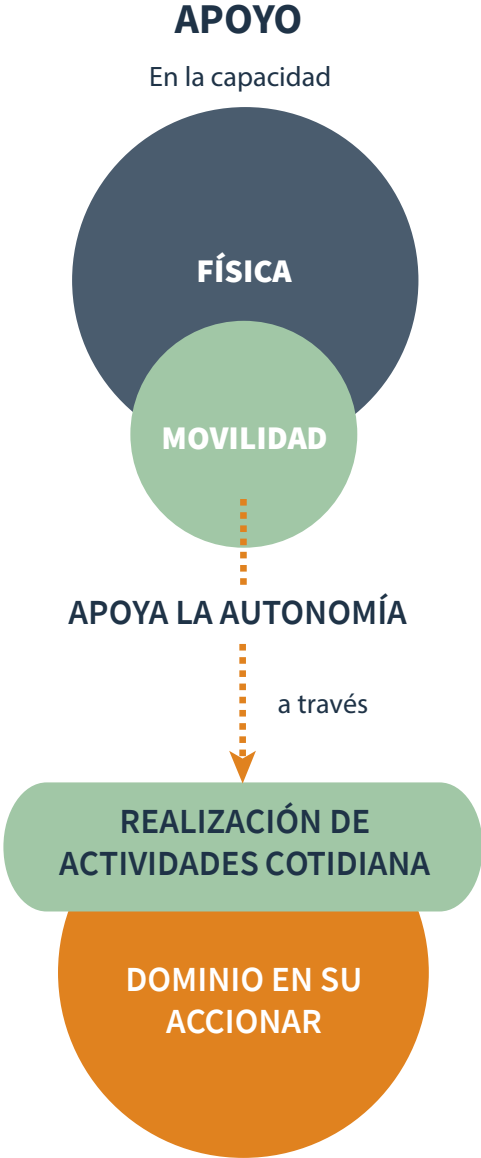 APOYO
En la capacidad
FÍSICA
MOVILIDAD
APOYA LA AUTONOMÍA
a través
REALIZACIÓN DE
ACTIVIDADES COTIDIANA
DOMINIO EN SU
ACCIONAR